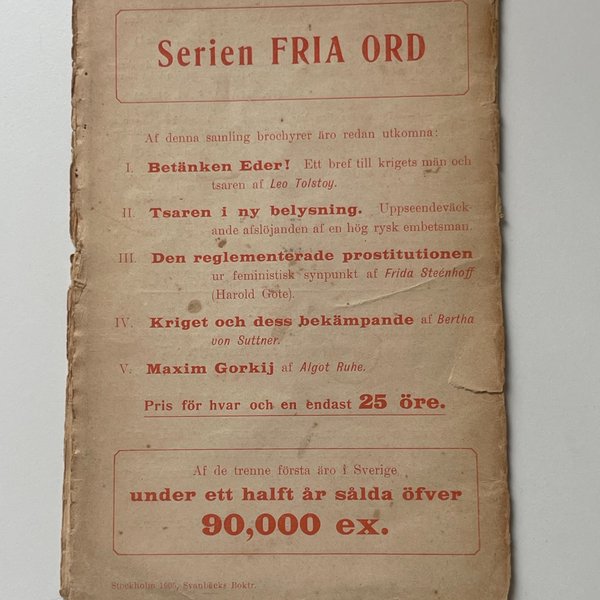 Serien FRIA ORD
Af denna samling brochyrer äro redan utkomna:
I. Betänken Eder! Ett bref till krigets män och
tsaren af Leo Tolstoy.
II. Tsaren i ny belysning. Uppseendeväck-
ande afslöjanden af en hög rysk embetsman.
III. Den reglementerade prostitutionen
ur feministisk synpunkt af Frida Steénhoff
(Harold Gote).
IV. Kriget och dess bekämpande af Bertha
von Suttner.
V. Maxim Gorkij af Algot Ruhe.
Pris för hvar och en endast 25 öre.
Af de trenne första äro i Sverige
under ett halft år sålda öfver
90,000 ex.
Stockholm 1905, Svanbäcks Boktr.